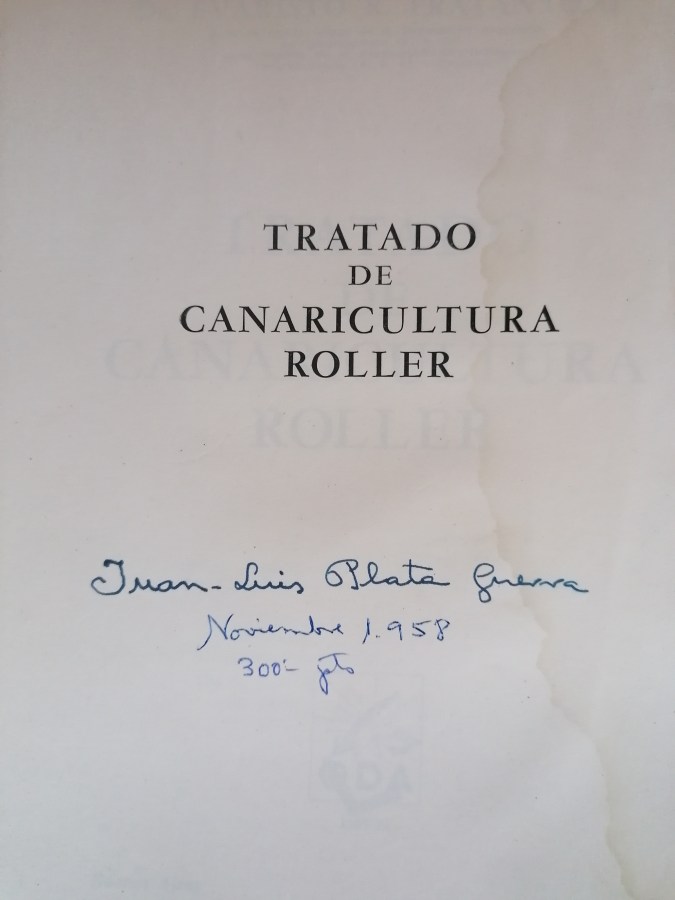 TRATADO
DE
CANARICULTURA
ROLLER
Juan-Luis Plata Guerra
Noviembre 1.958
300'- pts